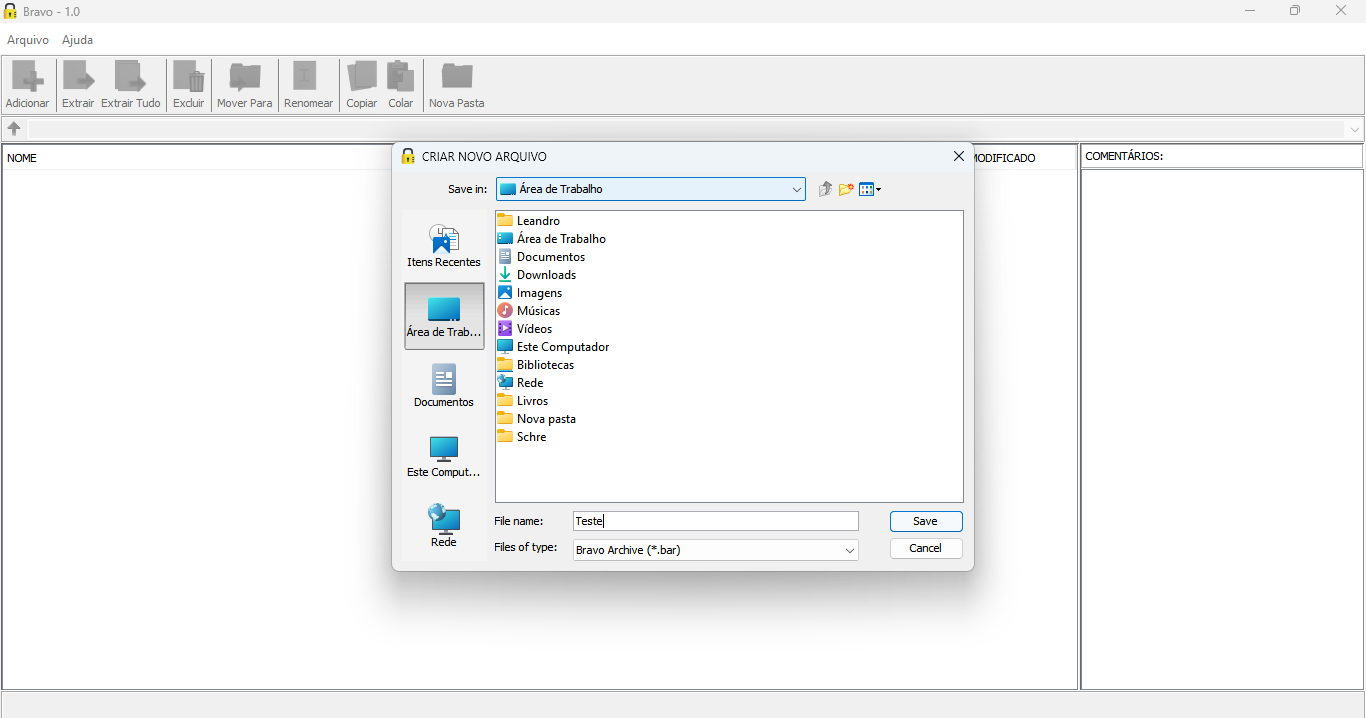 Bravo - 1.0
Arquivo Ajuda
Adicionar Extrair Extrair Tudo Excluir Mover Para Renomear Copiar Colar Nova Pasta
NOME
MODIFICADO
COMENTÁRIOS:
CRIAR NOVO ARQUIVO
Save in: Área de Trabalho
Itens Recentes
Área de Trab...
Documentos
Este Comput...
Rede
Leandro
Área de Trabalho
Documentos
Downloads
Imagens
Músicas
Vídeos
Este Computador
Bibliotecas
Rede
Livros
Nova pasta
Schre
File name: Teste Save
Files of type: Bravo Archive (*.bar) Cancel